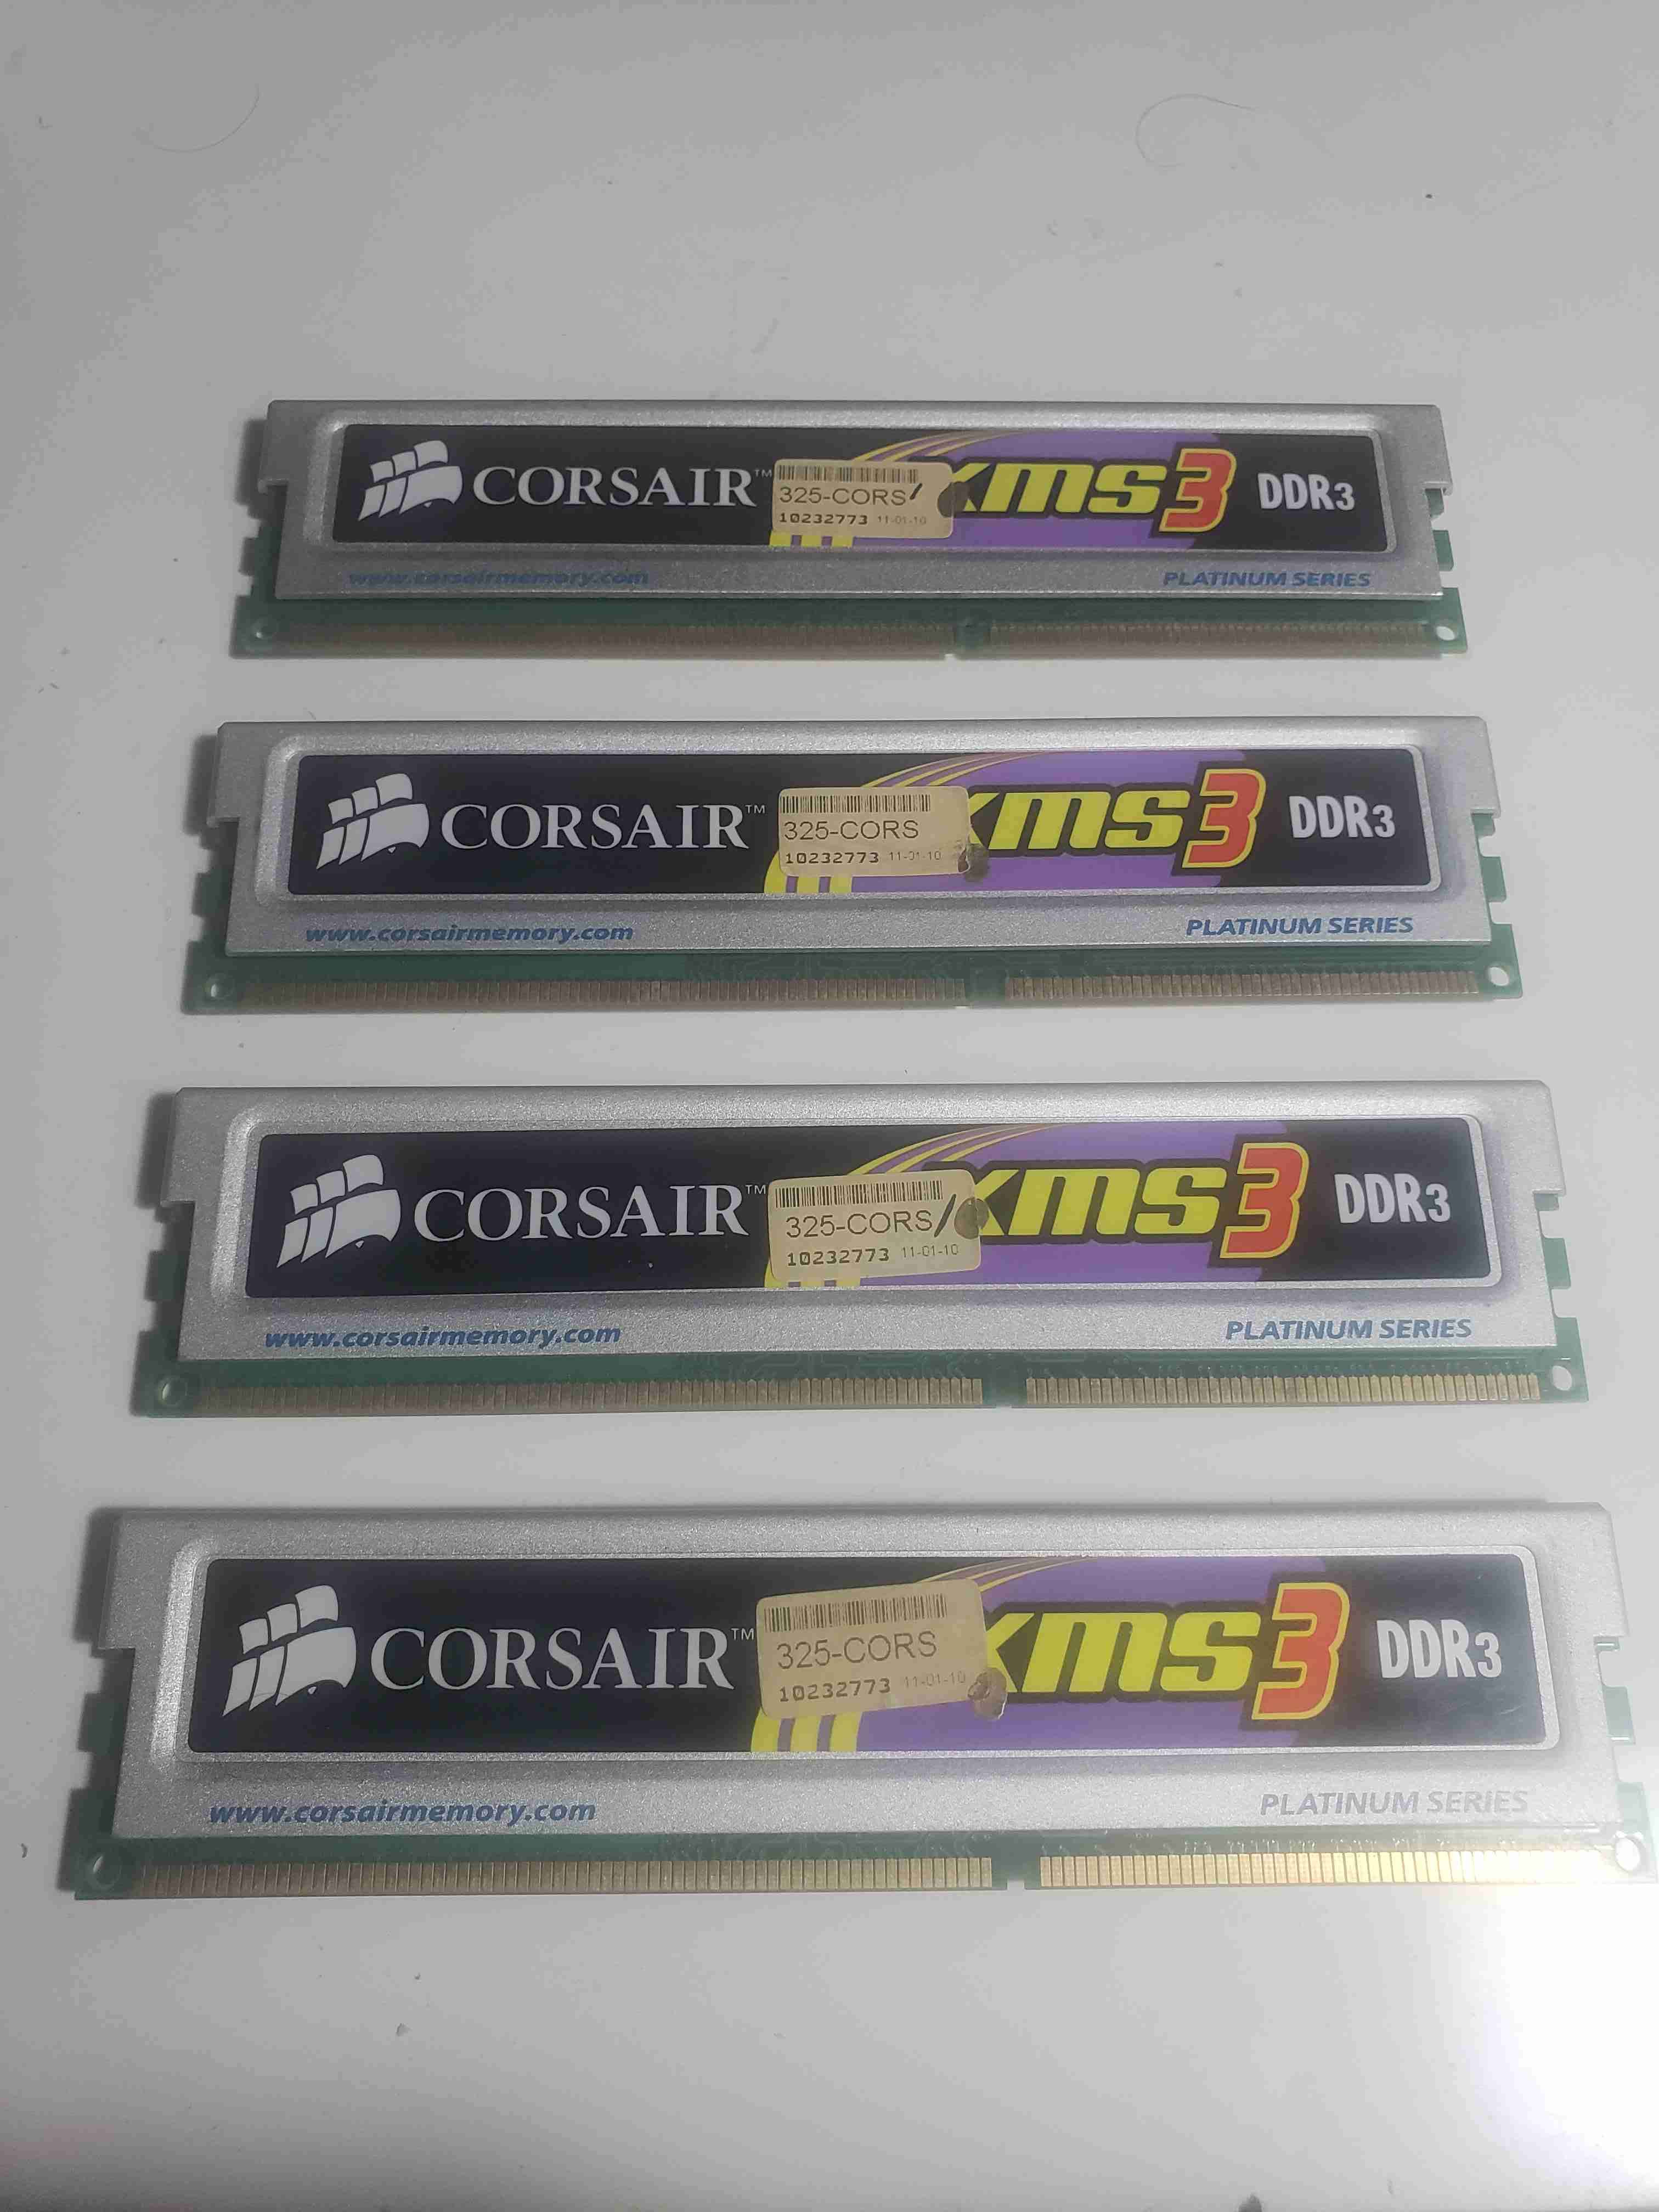 CORSAIR™ xms3 DDR3
325-CORS/
10232773 11-01-10
www.corsairmemory.com PLATINUM SERIES
CORSAIR™ xms3 DDR3
325-CORS
10232773 11-01-10
www.corsairmemory.com PLATINUM SERIES
CORSAIR™ xms3 DDR3
325-CORS/
10232773 11-01-10
www.corsairmemory.com PLATINUM SERIES
CORSAIR™ xms3 DDR3
325-CORS
10232773 11-01-10
www.corsairmemory.com PLATINUM SERIES